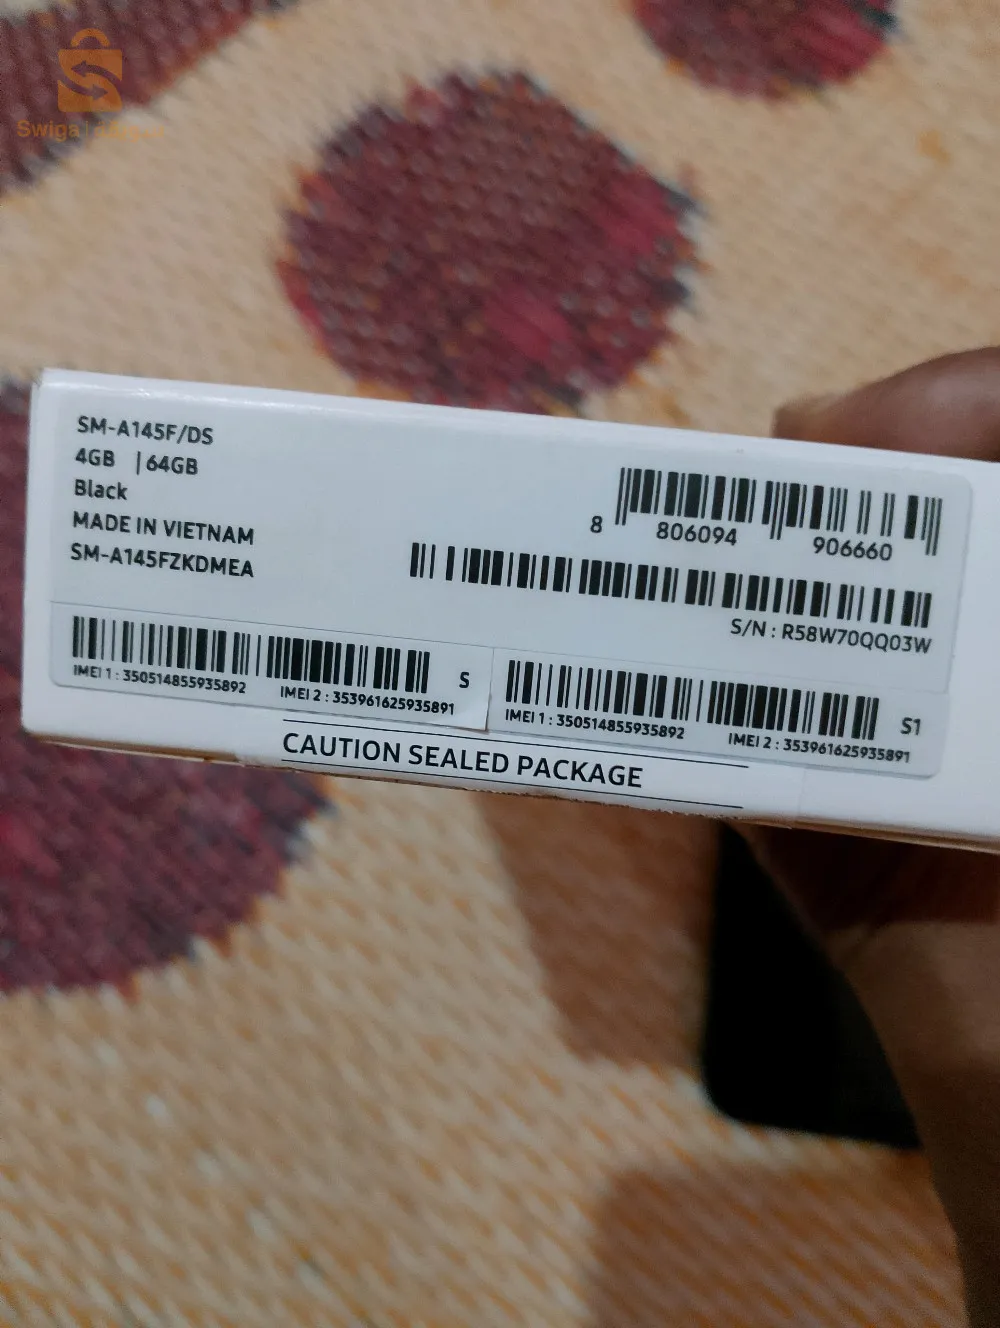 SM-A145F/DS
4GB | 64GB
Black
MADE IN VIETNAM
SM-A145FZKDMEA
8 806094 906660
S/N : R58W70QQ03W
IMEI 1 : 350514855935892
IMEI 2 : 353961625935891
S
IMEI 1 : 350514855935892
IMEI 2 : 353961625935891
S1
CAUTION SEALED PACKAGE